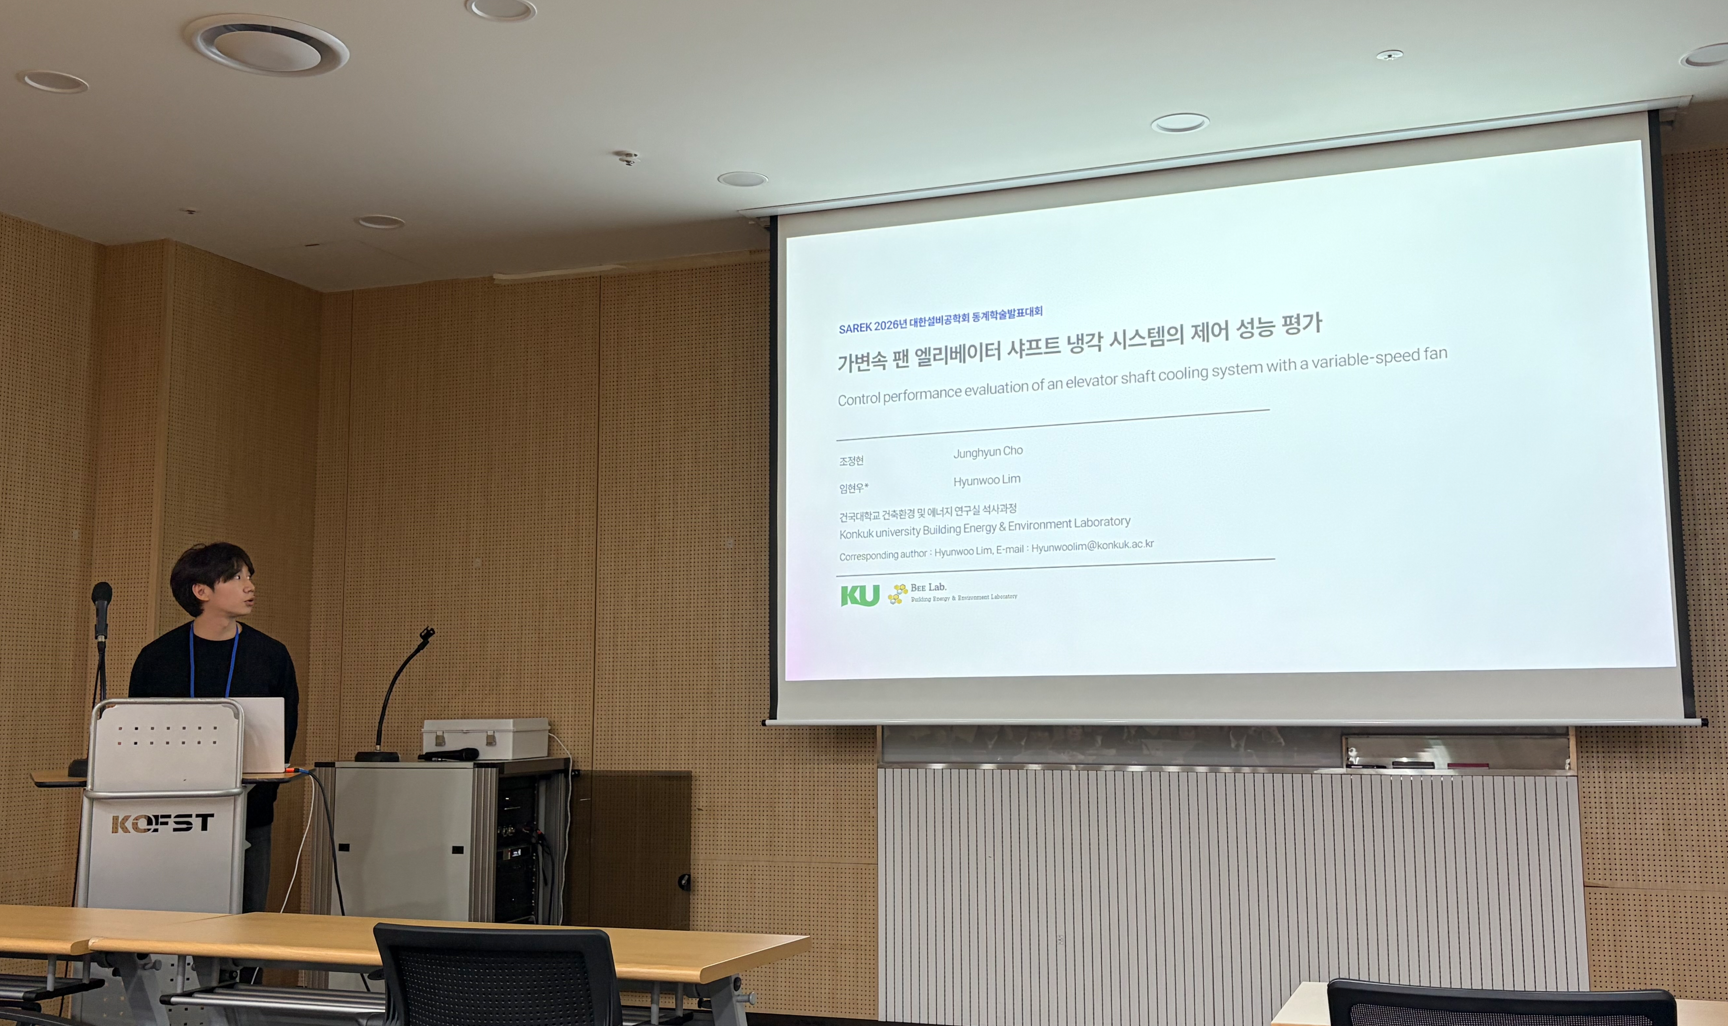 SAREK 2026년 대한설비공학회 동계학술발표대회
가변속 팬 엘리베이터 샤프트 냉각 시스템의 제어 성능 평가
Control performance evaluation of an elevator shaft cooling system with a variable-speed fan
조정현 Junghyun Cho
임현우* Hyunwoo Lim
건국대학교 건축환경 및 에너지 연구실 석사과정
Konkuk university Building Energy & Environment Laboratory
Corresponding author : Hyunwoo Lim, E-mail : Hyunwoolim@konkuk.ac.kr
KU BEE Lab.
Building Energy & Environment Laboratory
KOFST